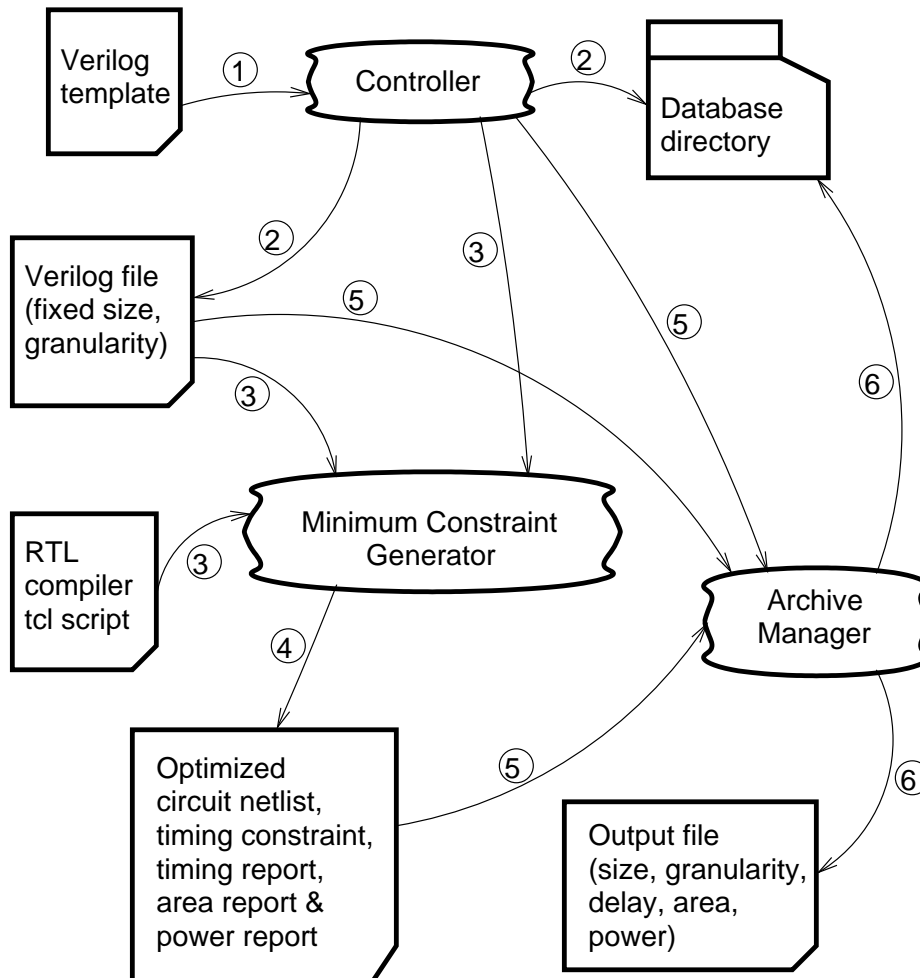 Verilog
template
1
Controller
2
Database
directory
2
3
Verilog file
(fixed size,
granularity)
5
5
3
6
Minimum Constraint
Generator
RTL
compiler
tcl script
3
Archive
Manager
4
Optimized
circuit netlist,
timing constraint,
timing report,
area report &
power report
5
6
Output file
(size, granularity,
delay, area,
power)